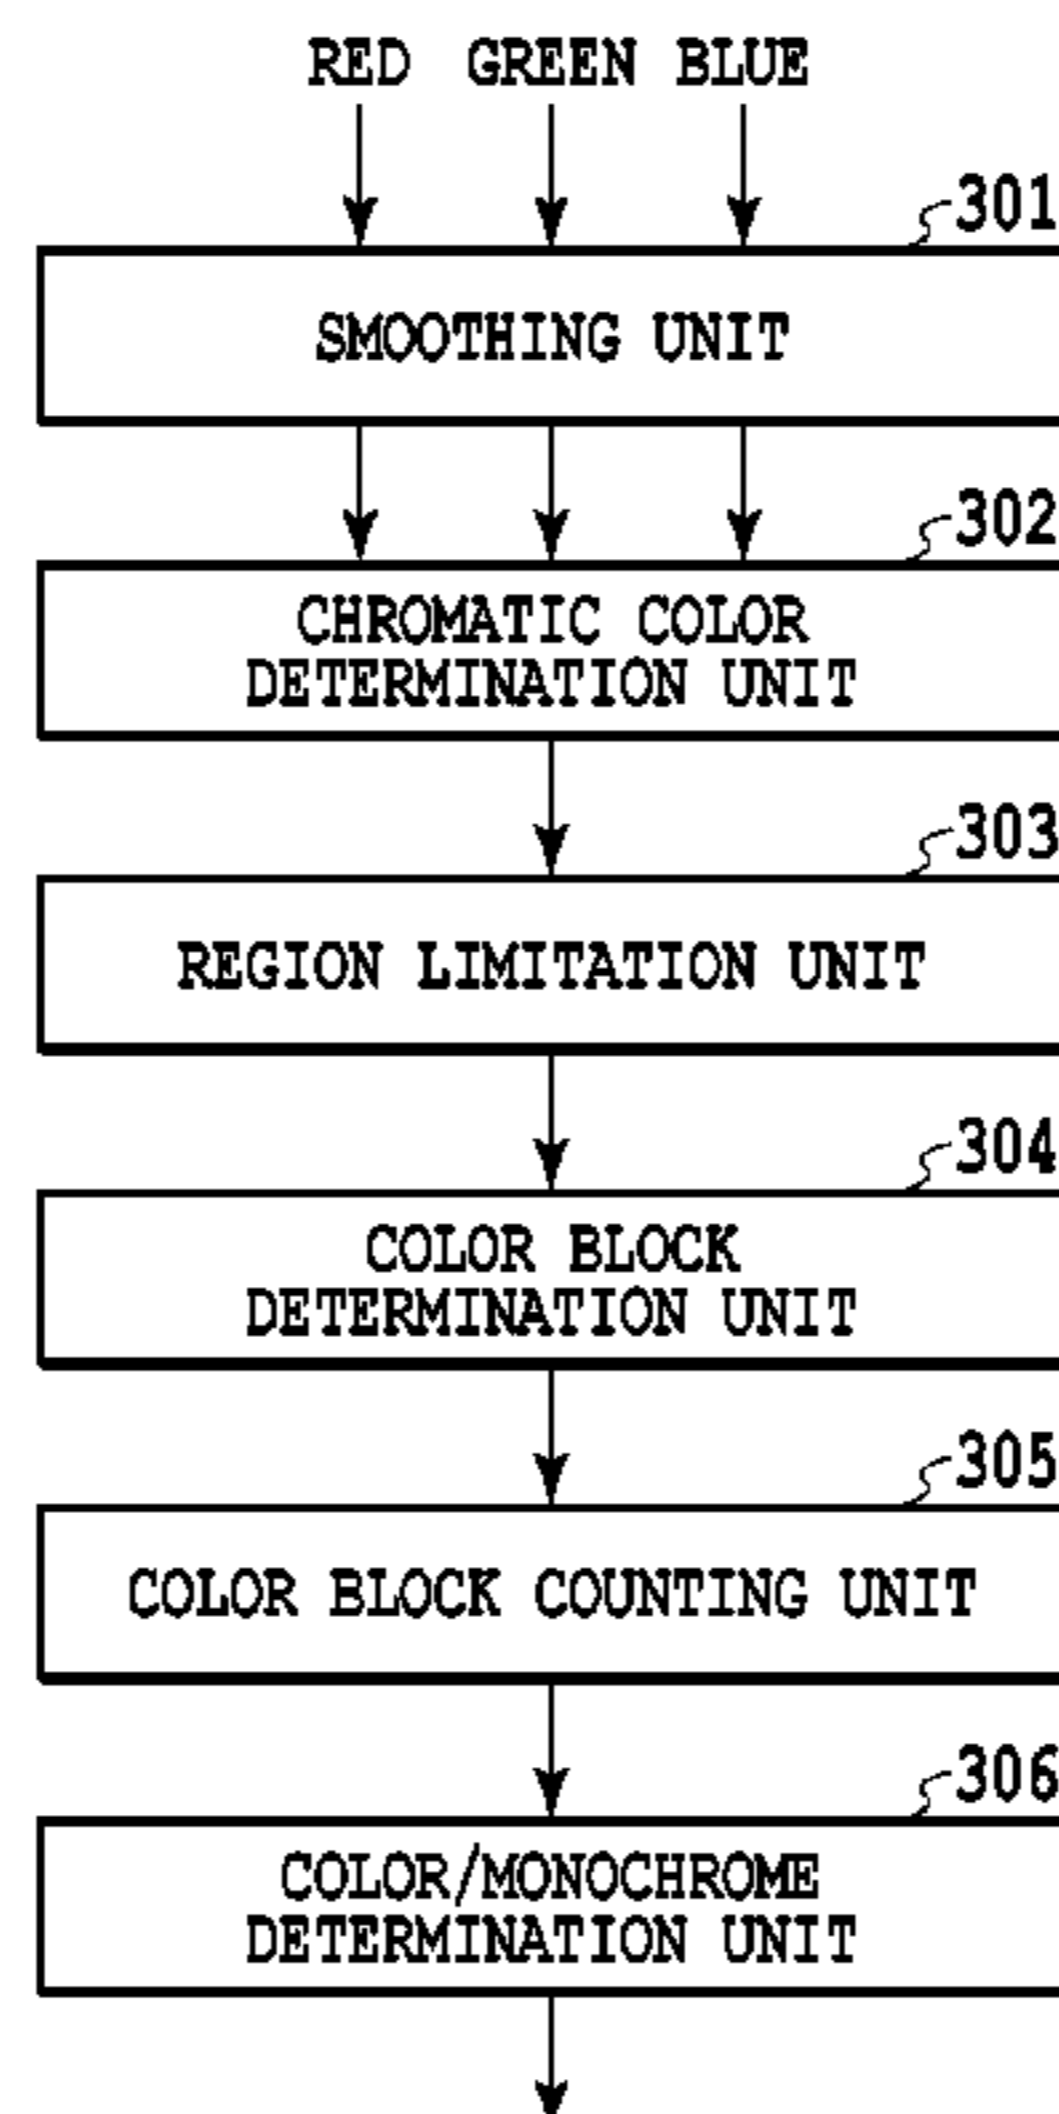 RED GREEN BLUE
301
SMOOTHING UNIT
302
CHROMATIC COLOR
DETERMINATION UNIT
303
REGION LIMITATION UNIT
304
COLOR BLOCK
DETERMINATION UNIT
305
COLOR BLOCK COUNTING UNIT
306
COLOR/MONOCHROME
DETERMINATION UNIT